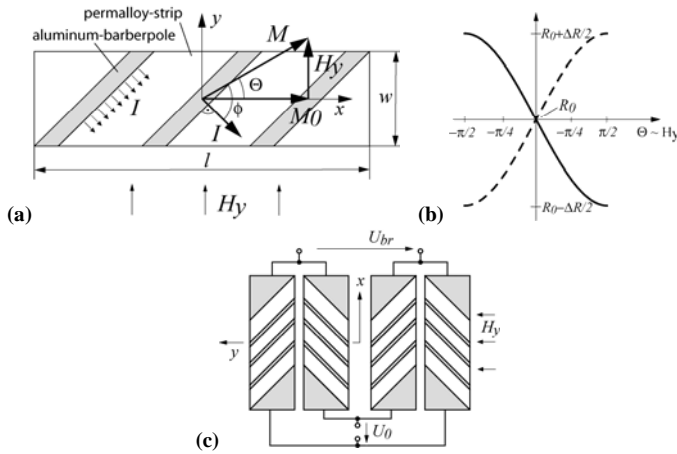 permalloy-strip
aluminum-barberpole
y
M
Hy
I
Θ
M0
x
I
ϕ
w
l
Hy
(a)
R0+ΔR/2
R0
−π/2
−π/4
π/4
π/2
Θ ~ Hy
R0−ΔR/2
(b)
Ubr
x
y
Hy
U0
(c)